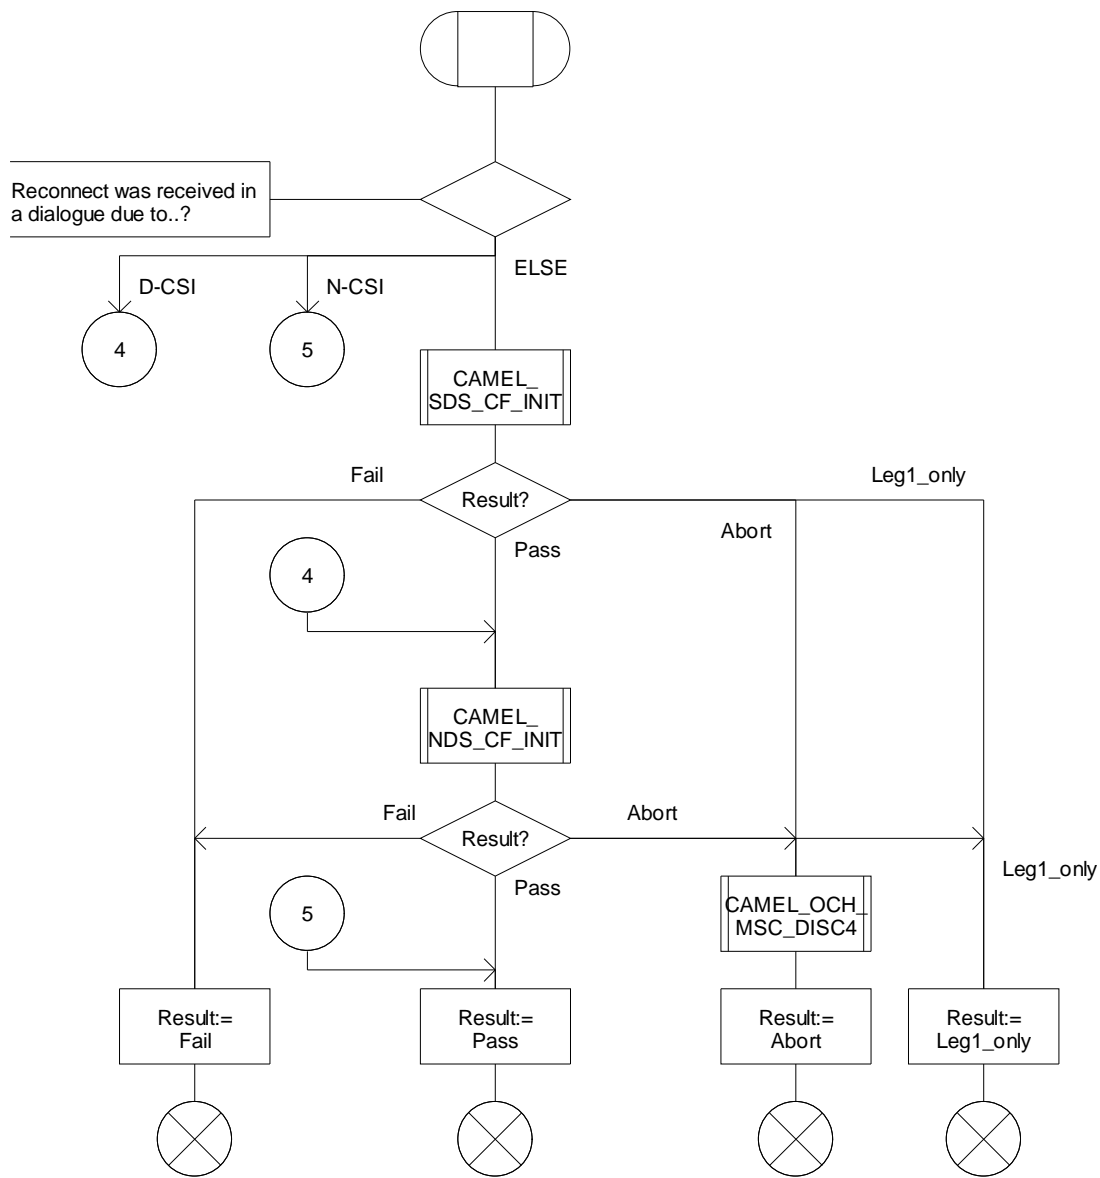 Reconnect was received in
a dialogue due to..?
ELSE
D-CSI
N-CSI
4
5
CAMEL_
SDS_CF_INIT
Fail
Result?
Leg1_only
Abort
Pass
4
CAMEL_
NDS_CF_INIT
Fail
Result?
Abort
Leg1_only
Pass
5
CAMEL_OCH_
MSC_DISC4
Result:=
Fail
Result:=
Pass
Result:=
Abort
Result:=
Leg1_only